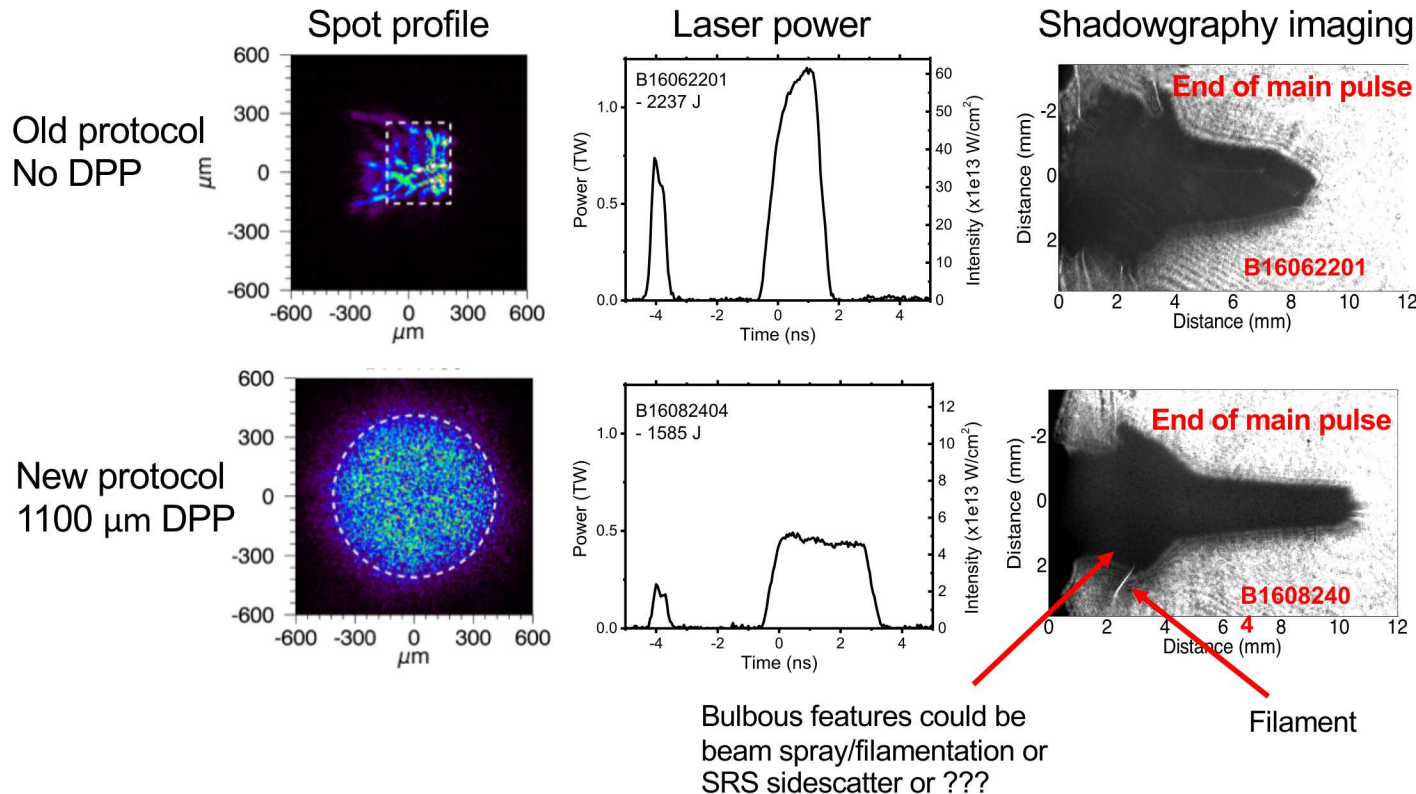 Spot profile
Laser power
Shadowgraphy imaging
Old protocol
No DPP
600
300
0
-300
-600
µm
-600 -300 0 300 600
µm
B16062201
- 2237 J
Power (TW)
1.0
0.5
0.0
-4 -2 0 2 4
Time (ns)
60
50
40
30
20
10
0
Intensity (x1e13 W/cm²)
End of main pulse
Distance (mm)
-2
0
2
B16062201
0 2 4 6 8 10 12
Distance (mm)
New protocol
1100 µm DPP
600
300
0
-300
-600
-600 -300 0 300 600
µm
B16082404
- 1585 J
Power (TW)
1.0
0.5
0.0
-4 -2 0 2 4
Time (ns)
12
10
8
6
4
2
0
Intensity (x1e13 W/cm²)
End of main pulse
Distance (mm)
-2
0
2
B1608240
4
0 2 4 6 8 10 12
Distance (mm)
Bulbous features could be
beam spray/filamentation or
SRS sidescatter or ???
Filament